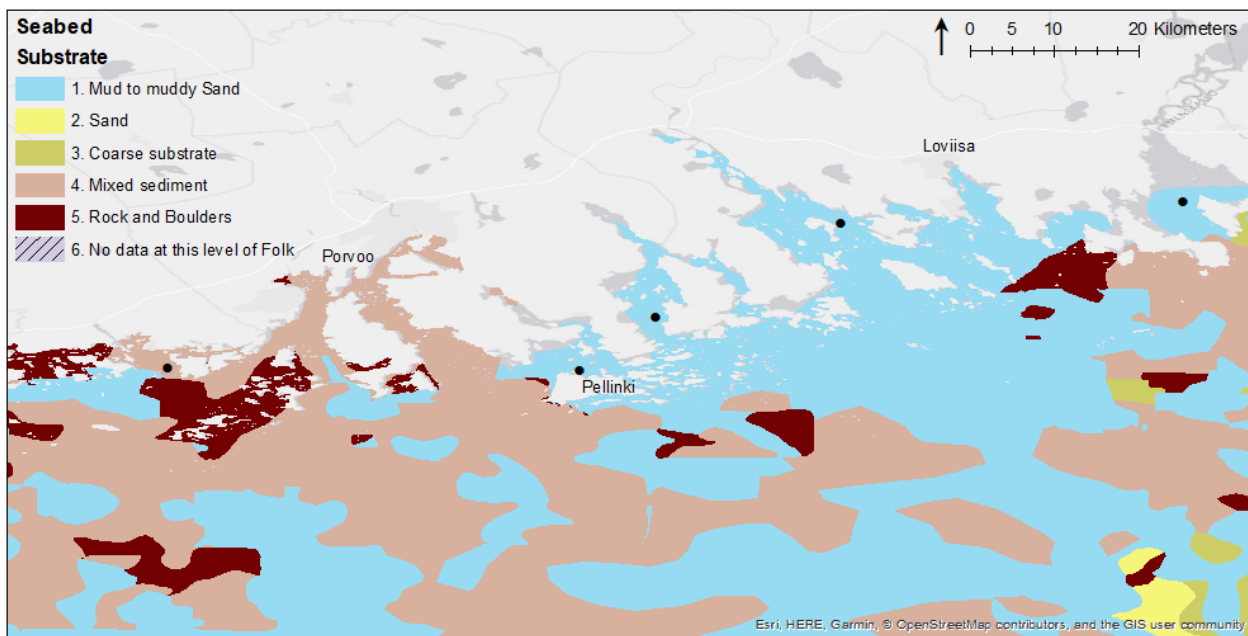 Seabed
Substrate
1. Mud to muddy Sand
2. Sand
3. Coarse substrate
4. Mixed sediment
5. Rock and Boulders
6. No data at this level of Folk
0 5 10 20 Kilometers
Loviisa
Porvoo
Pellinki
Esri, HERE, Garmin, © OpenStreetMap contributors, and the GIS user community